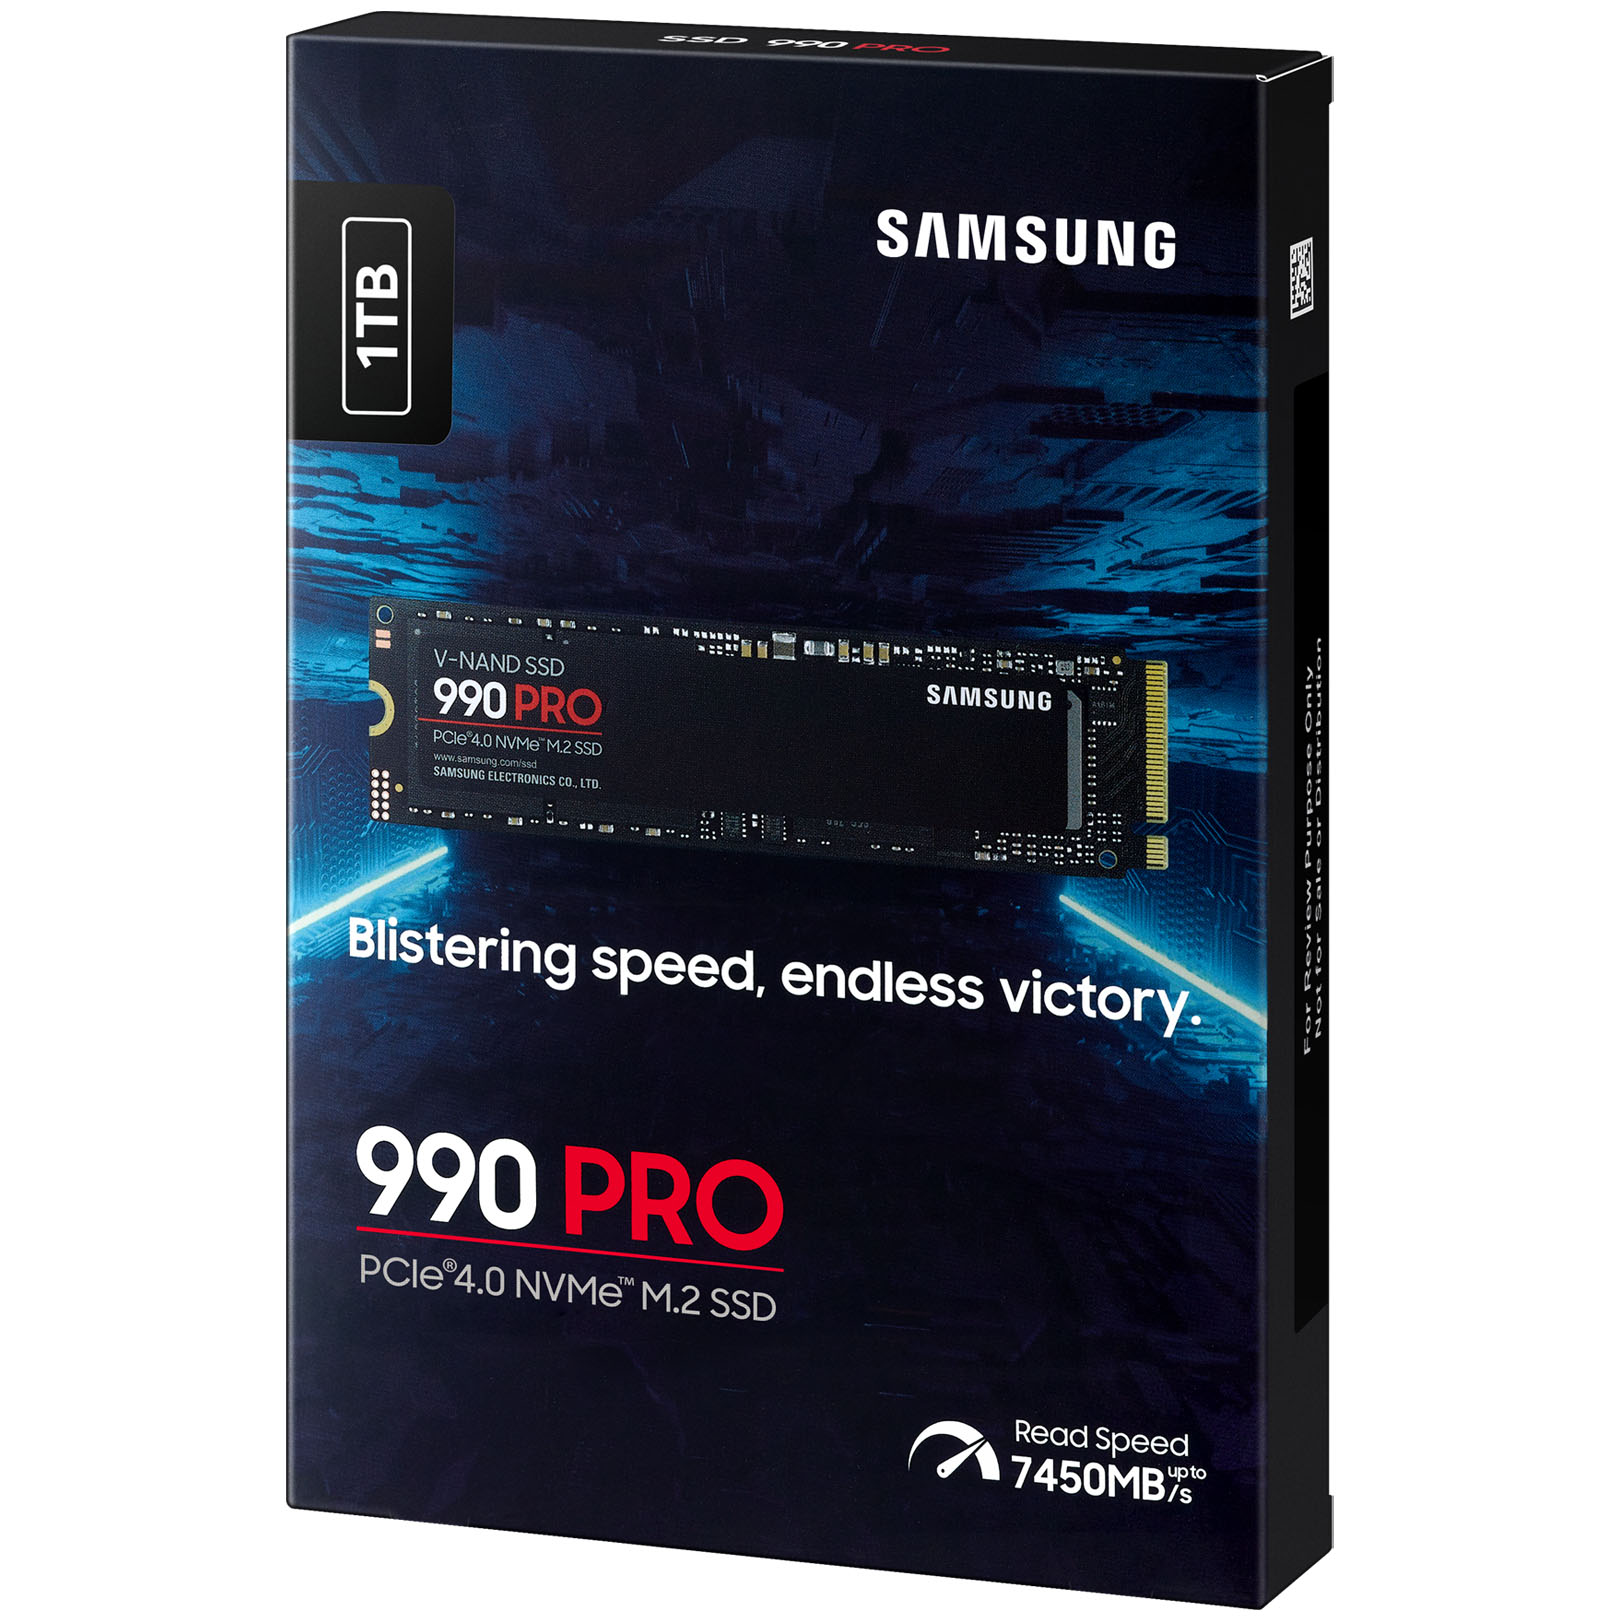 SSD 990 PRO
SAMSUNG
1TB
V-NAND SSD
990 PRO
PCIe®4.0 NVMe™ M.2 SSD
www.samsung.com/ssd
SAMSUNG ELECTRONICS CO., LTD.
SAMSUNG
Blistering speed, endless victory.
990 PRO
PCIe®4.0 NVMe™ M.2 SSD
Read Speed
7450MB/s up to
For Review Purpose Only
Not for Sale or Distribution